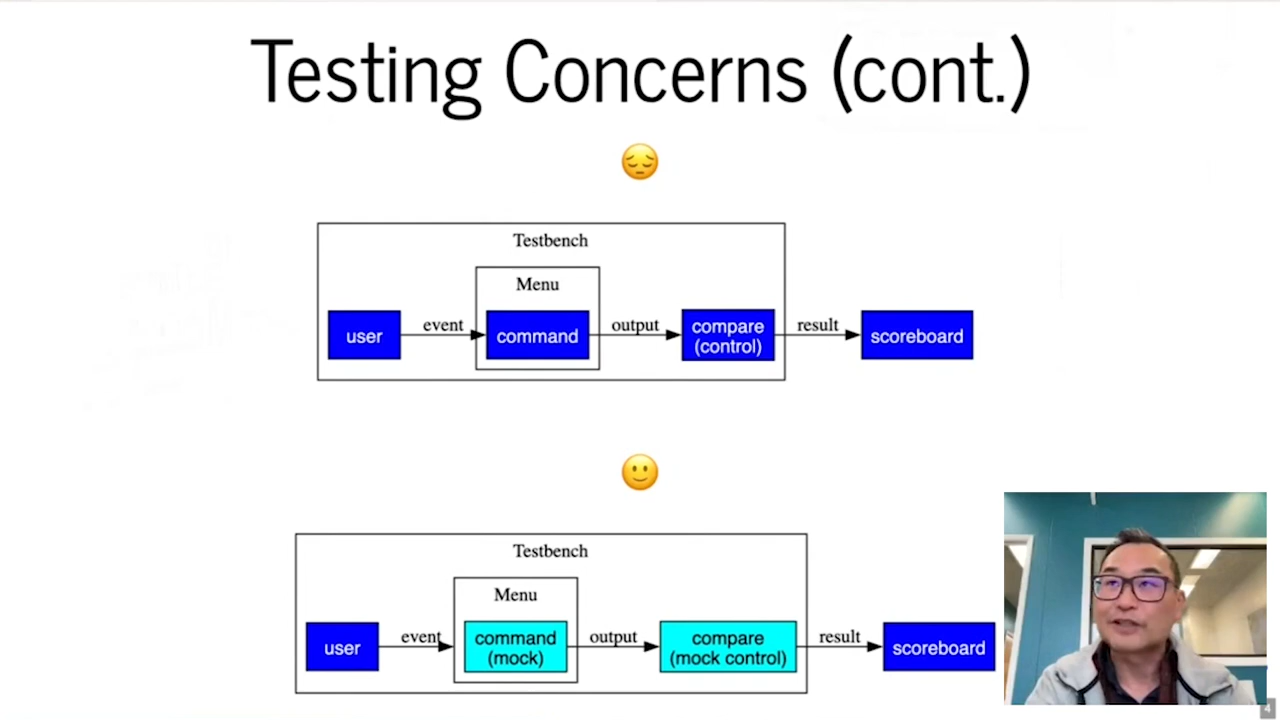 Testing Concerns (cont.)
Testbench
Menu
user
event
command
output
compare
(control)
result
scoreboard
Testbench
Menu
user
event
command
(mock)
output
compare
(mock control)
result
scoreboard
4